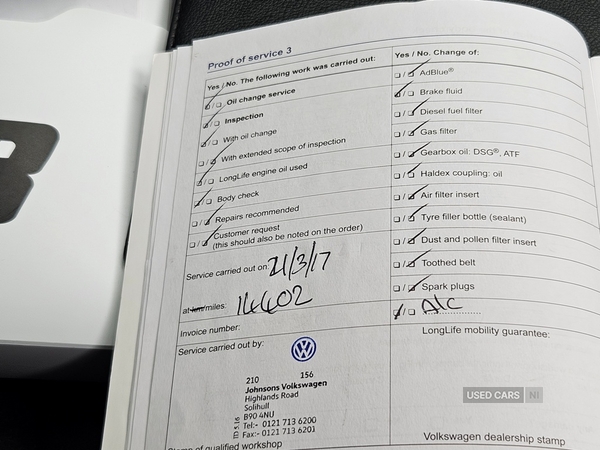 Proof of service 3
Yes / No. The following work was carried out:
Oil change service
Inspection
With oil change
With extended scope of inspection
LongLife engine oil used
Body check
Repairs recommended
Customer request
(this should also be noted on the order)
Service carried out on: 21/3/17
at km/miles: 14402
Invoice number:
Service carried out by:
210 156
Johnsons Volkswagen
Highlands Road
Solihull
B90 4NU
Tel:- 0121 713 6200
Fax:- 0121 713 6201
Stamp of qualified workshop
Yes / No. Change of:
AdBlue®
Brake fluid
Diesel fuel filter
Gas filter
Gearbox oil: DSG®, ATF
Haldex coupling: oil
Air filter insert
Tyre filler bottle (sealant)
Dust and pollen filter insert
Toothed belt
Spark plugs
A/C
LongLife mobility guarantee:
Volkswagen dealership stamp
USED CARS NI